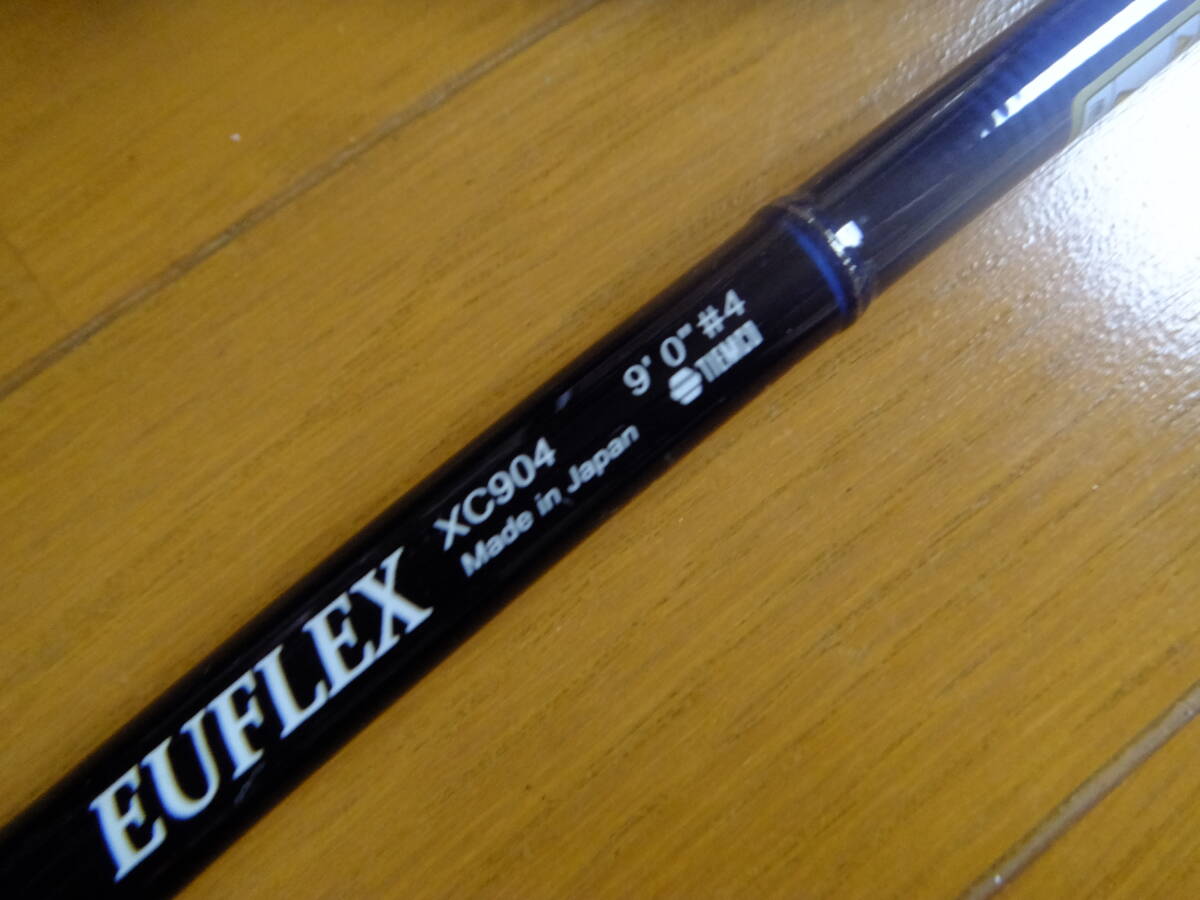 EUFLEX XC904 9' 0" #4
Made in Japan TIEMCO